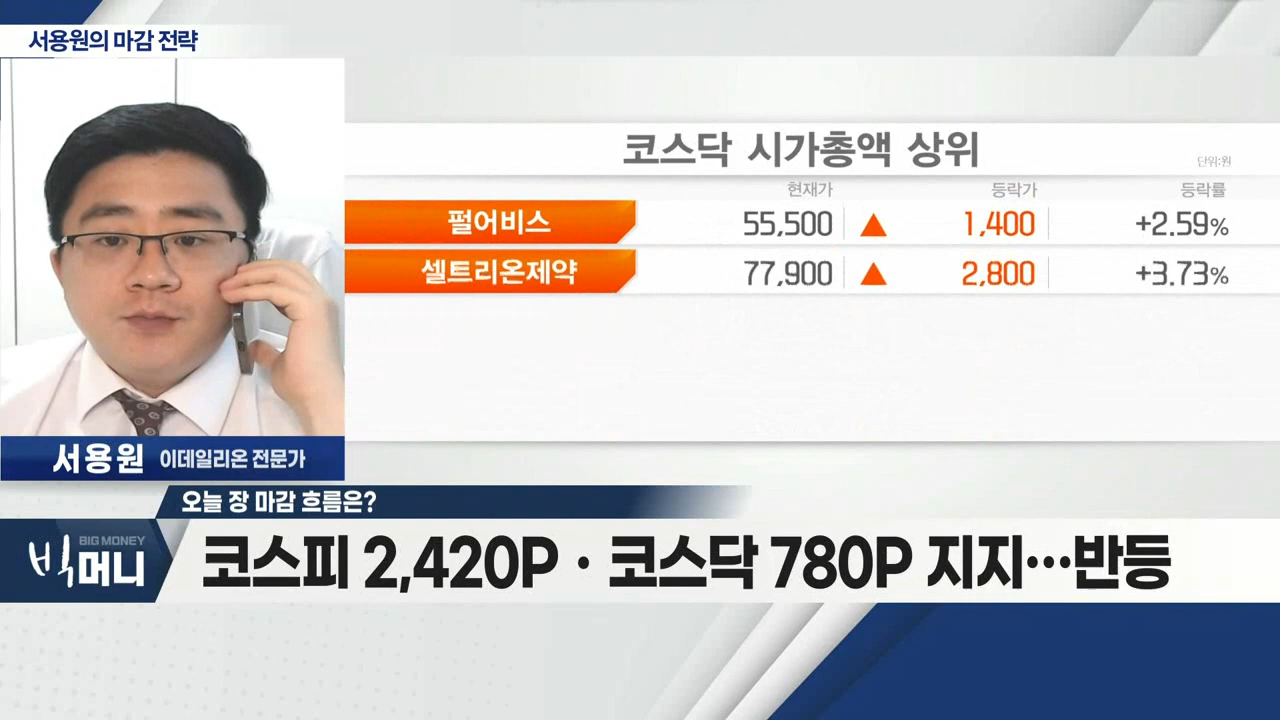 서용원의 마감 전략
코스닥 시가총액 상위
단위:원
현재가 등락가 등락률
펄어비스 55,500 ▲ 1,400 +2.59%
셀트리온제약 77,900 ▲ 2,800 +3.73%
서용원 이데일리온 전문가
오늘 장 마감 흐름은?
BIG MONEY
빅머니
코스피 2,420P · 코스닥 780P 지지…반등